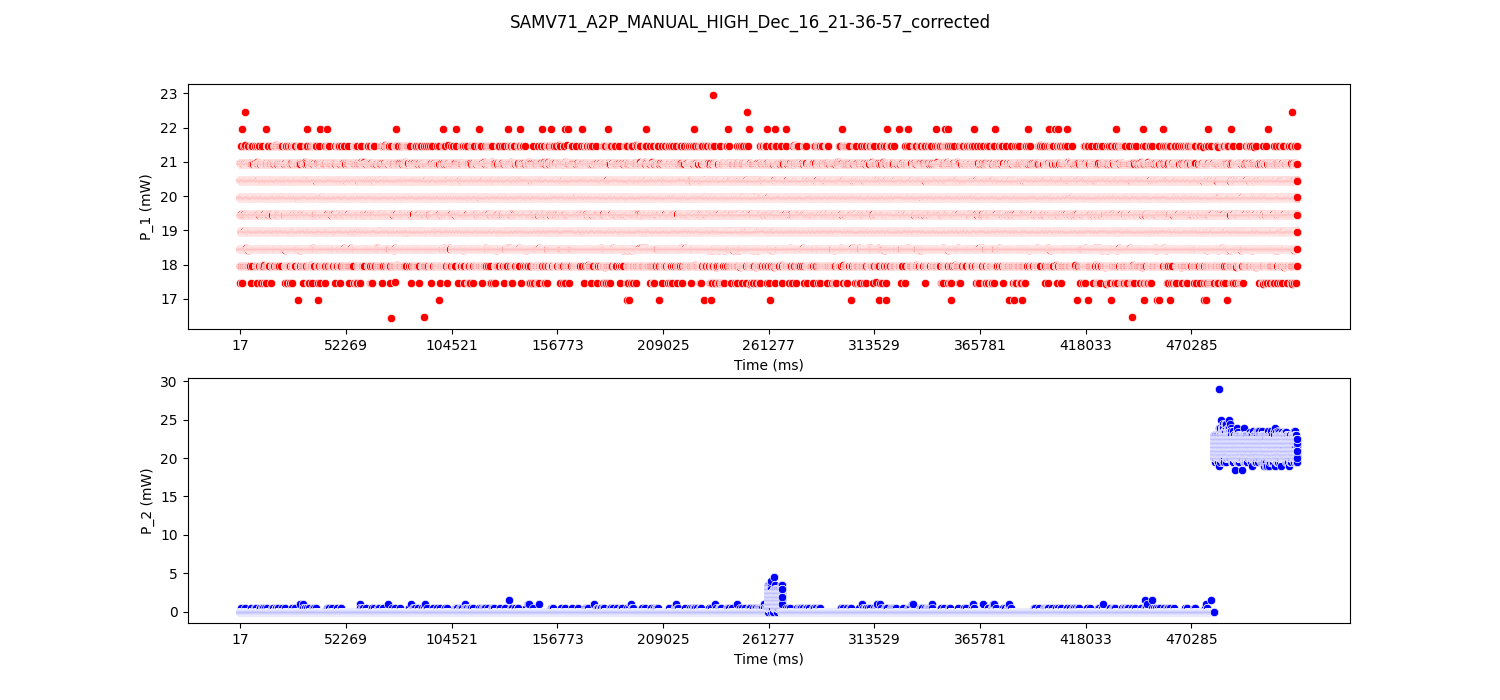 SAMV71_A2P_MANUAL_HIGH_Dec_16_21-36-57_corrected
P_1 (mW)
23
22
21
20
19
18
17
17 52269 104521 156773 209025 261277 313529 365781 418033 470285
Time (ms)
P_2 (mW)
30
25
20
15
10
5
0
17 52269 104521 156773 209025 261277 313529 365781 418033 470285
Time (ms)